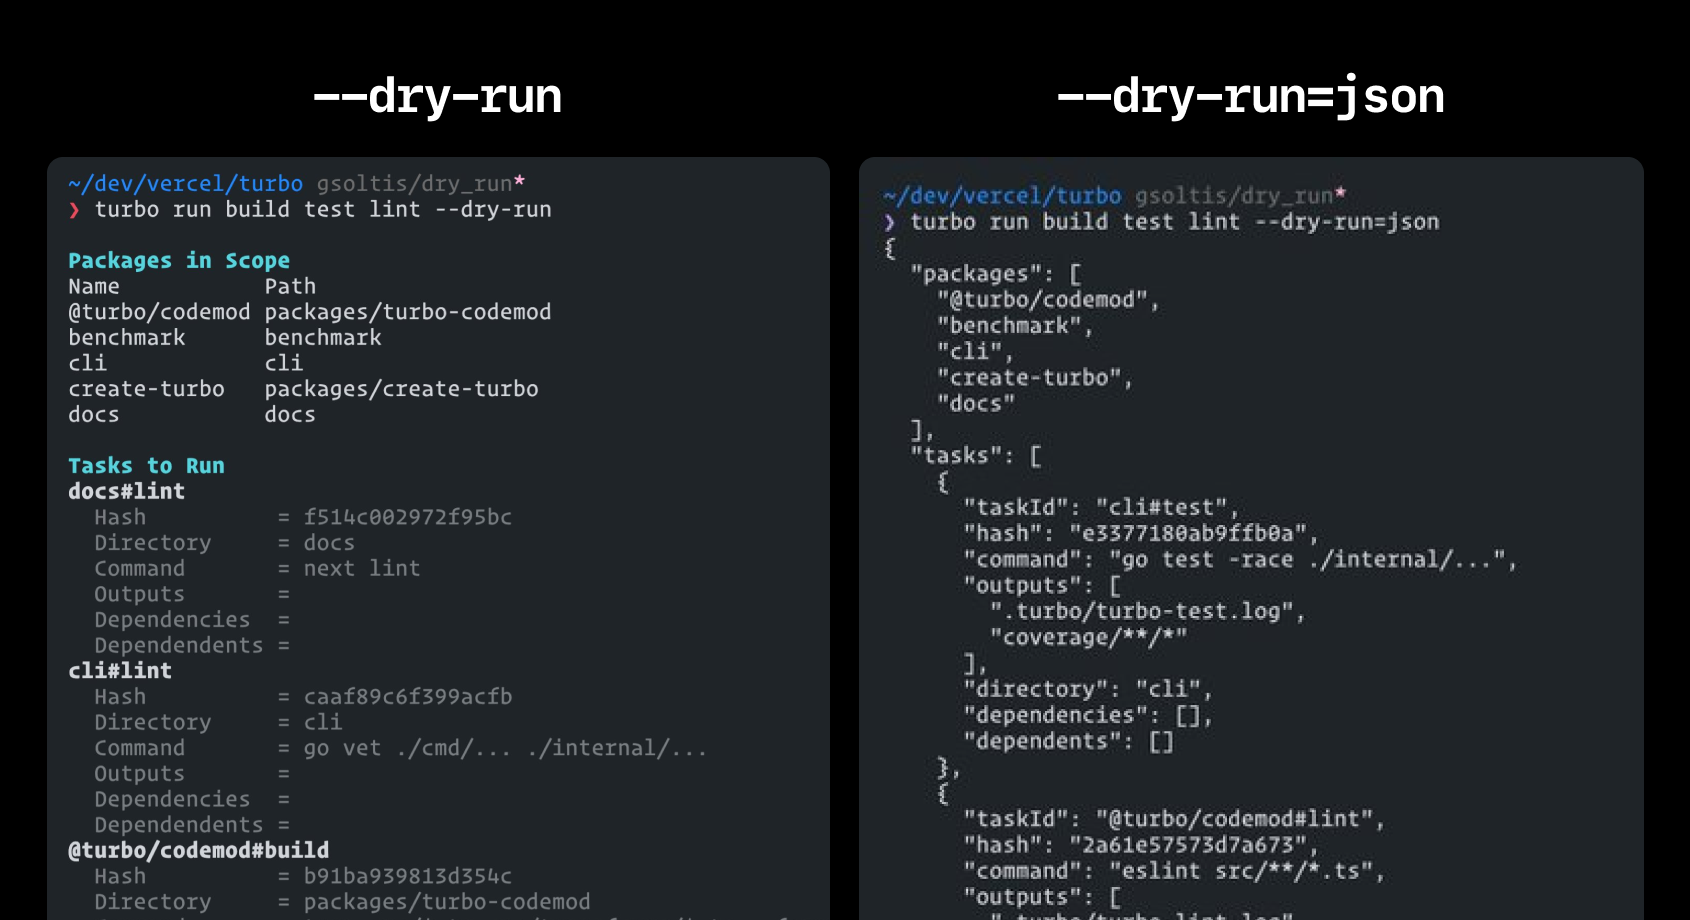 --dry-run
~/dev/vercel/turbo gsoltis/dry_run*
❯ turbo run build test lint --dry-run
Packages in Scope
Name Path
@turbo/codemod packages/turbo-codemod
benchmark benchmark
cli cli
create-turbo packages/create-turbo
docs docs
Tasks to Run
docs#lint
Hash = f514c002972f95bc
Directory = docs
Command = next lint
Outputs =
Dependencies =
Dependendents =
cli#lint
Hash = caaf89c6f399acfb
Directory = cli
Command = go vet ./cmd/... ./internal/...
Outputs =
Dependencies =
Dependendents =
@turbo/codemod#build
Hash = b91ba939813d354c
Directory = packages/turbo-codemod
--dry-run=json
~/dev/vercel/turbo gsoltis/dry_run*
❯ turbo run build test lint --dry-run=json
{
"packages": [
"@turbo/codemod",
"benchmark",
"cli",
"create-turbo",
"docs"
],
"tasks": [
{
"taskId": "cli#test",
"hash": "e3377180ab9ffb0a",
"command": "go test -race ./internal/...",
"outputs": [
".turbo/turbo-test.log",
"coverage/**/*"
],
"directory": "cli",
"dependencies": [],
"dependents": []
},
{
"taskId": "@turbo/codemod#lint",
"hash": "2a61e57573d7a673",
"command": "eslint src/**/*.ts",
"outputs": [
".turbo/turbo-lint.log"